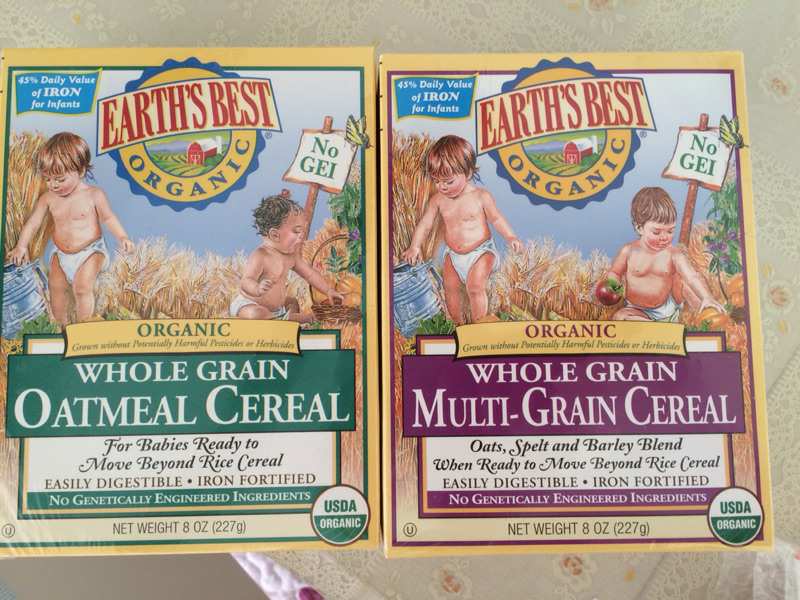 45% Daily Value
of IRON
for Infants
EARTH'S BEST
®
ORGANIC
No
GEI
ORGANIC
Grown without Potentially Harmful Pesticides or Herbicides
WHOLE GRAIN
OATMEAL CEREAL
For Babies Ready to
Move Beyond Rice Cereal
EASILY DIGESTIBLE • IRON FORTIFIED
NO GENETICALLY ENGINEERED INGREDIENTS
U
NET WEIGHT 8 OZ (227g)
USDA
ORGANIC
45% Daily Value
of IRON
for Infants
EARTH'S BEST
®
ORGANIC
No
GEI
ORGANIC
Grown without Potentially Harmful Pesticides or Herbicides
WHOLE GRAIN
MULTI-GRAIN CEREAL
Oats, Spelt and Barley Blend
When Ready to Move Beyond Rice Cereal
EASILY DIGESTIBLE • IRON FORTIFIED
NO GENETICALLY ENGINEERED INGREDIENTS
U
NET WEIGHT 8 OZ (227g)
USDA
ORGANIC